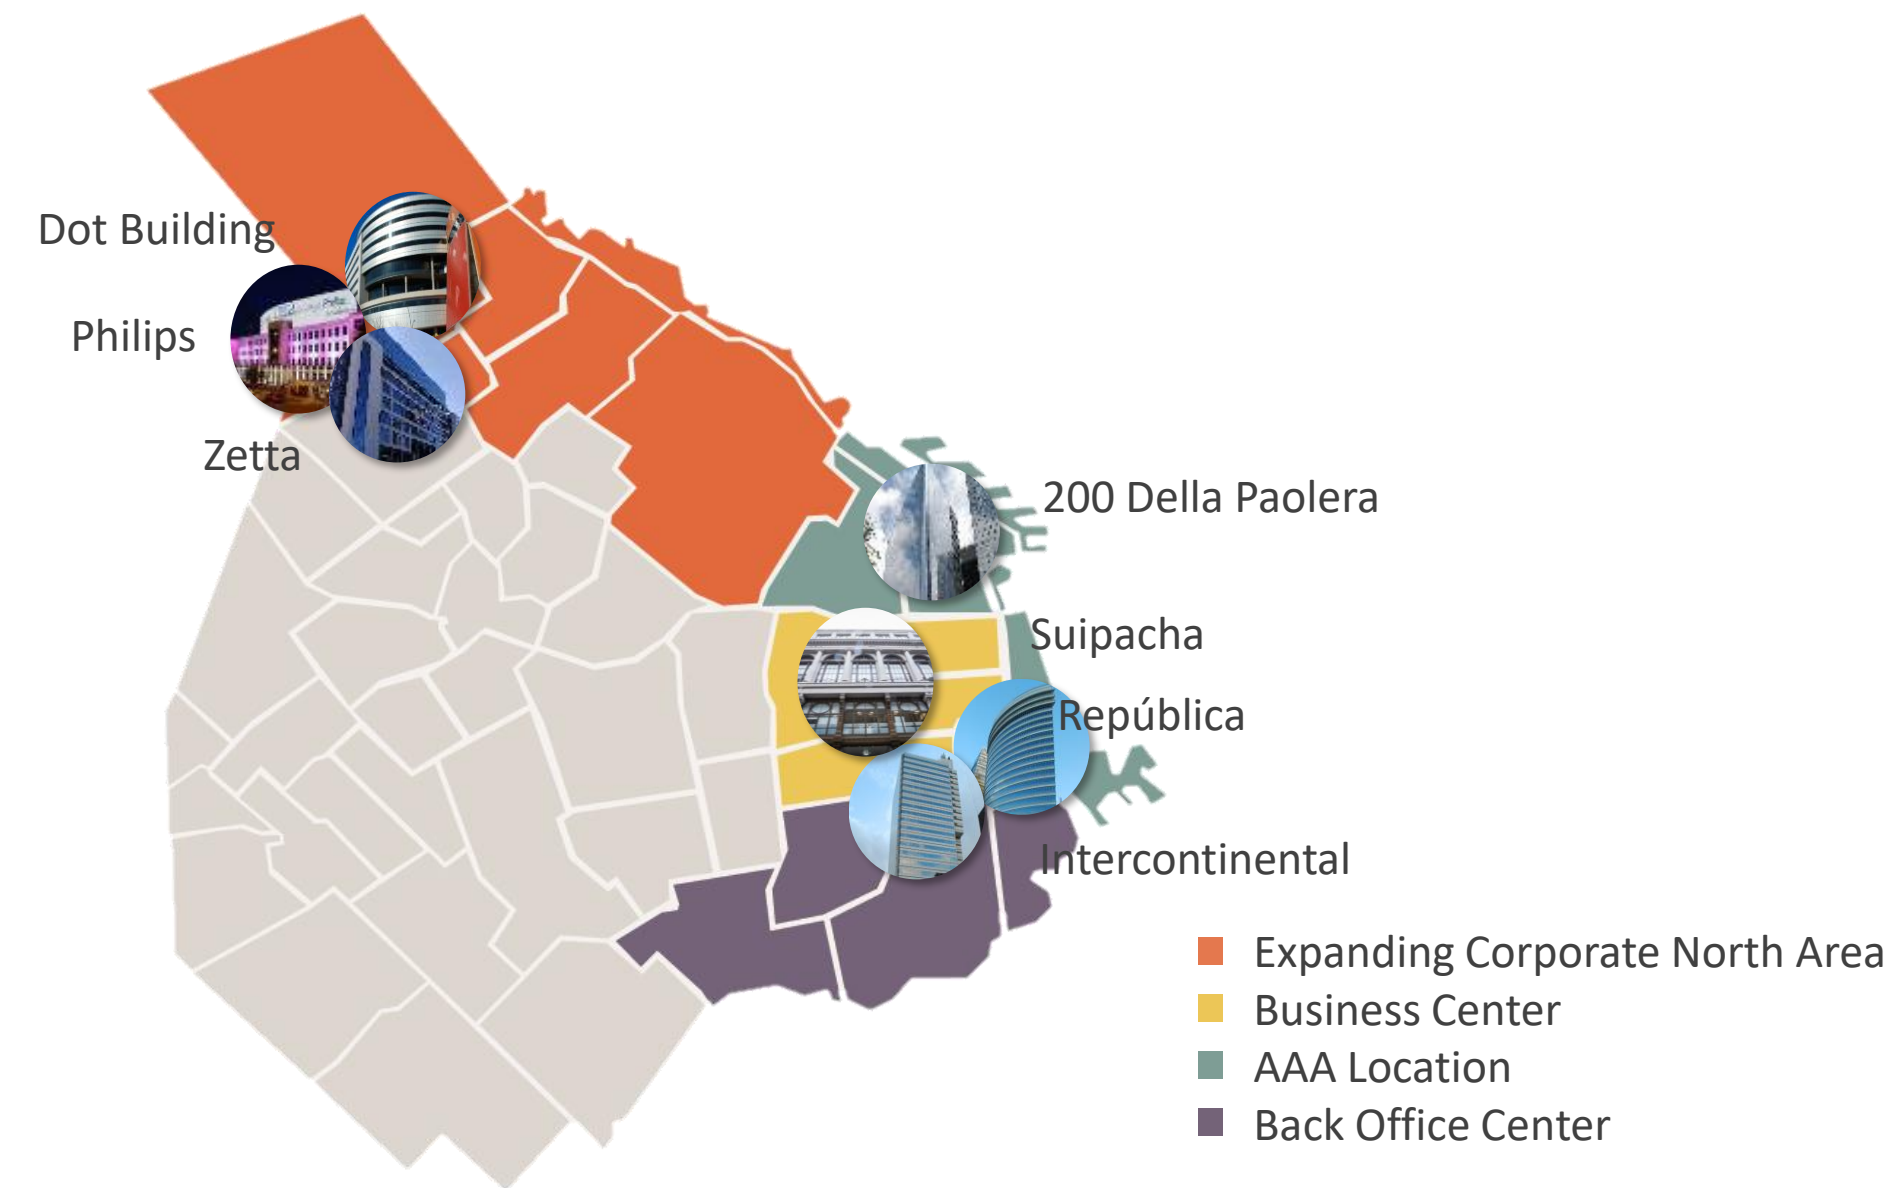 Dot Building
Philips
Zetta
200 Della Paolera
Suipacha
República
Intercontinental
Expanding Corporate North Area
Business Center
AAA Location
Back Office Center